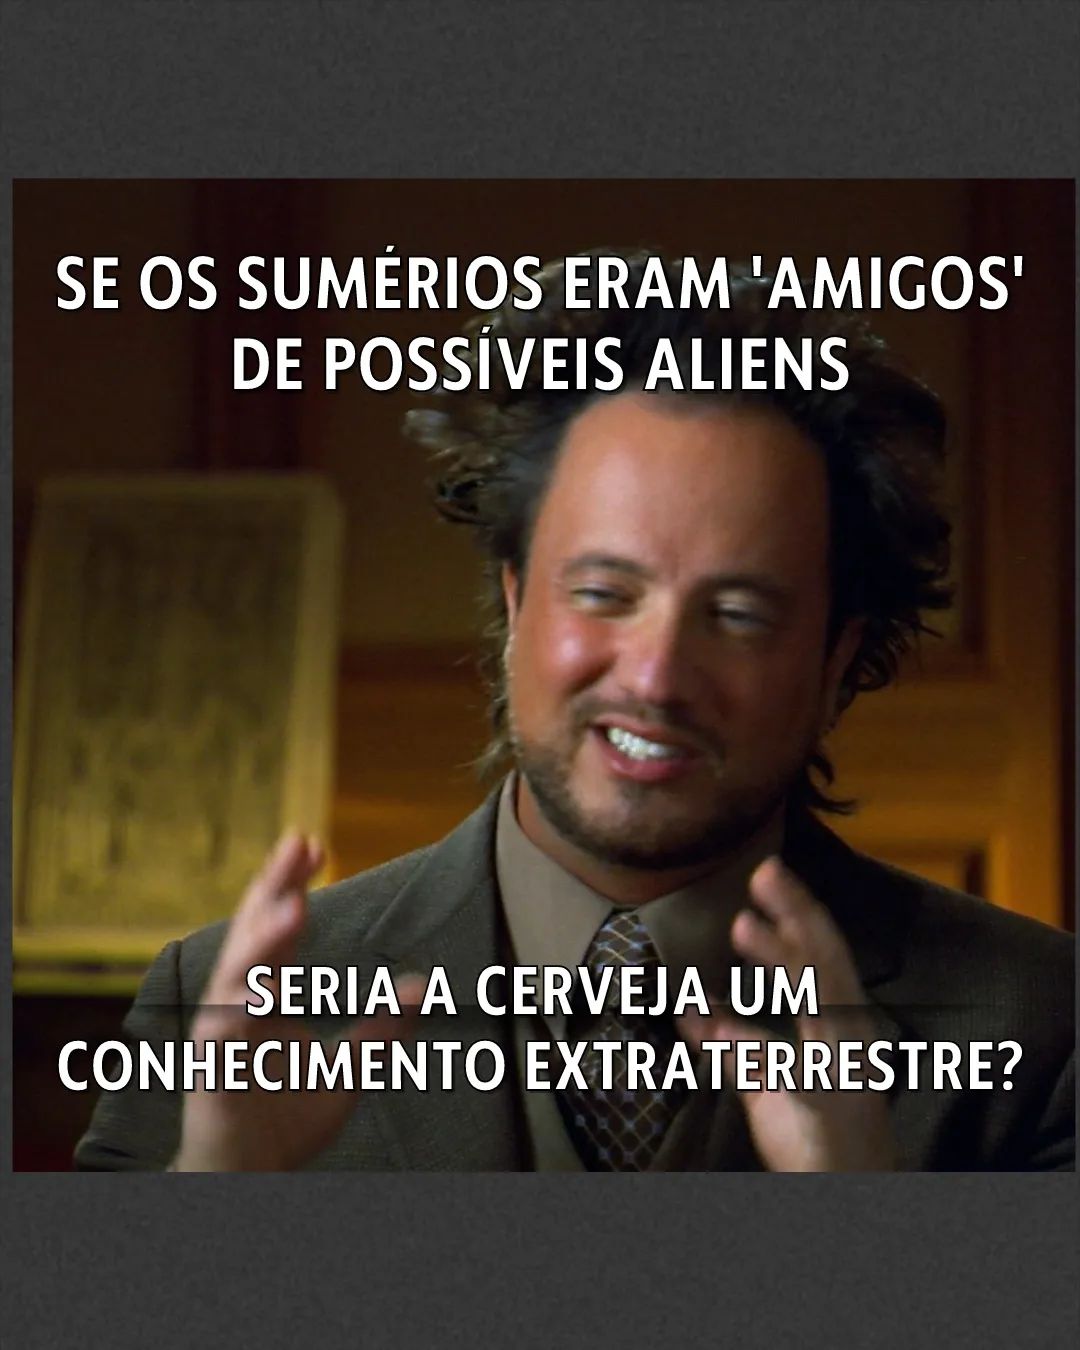 SE OS SUMÉRIOS ERAM 'AMIGOS'
DE POSSÍVEIS ALIENS
SERIA A CERVEJA UM
CONHECIMENTO EXTRATERRESTRE?